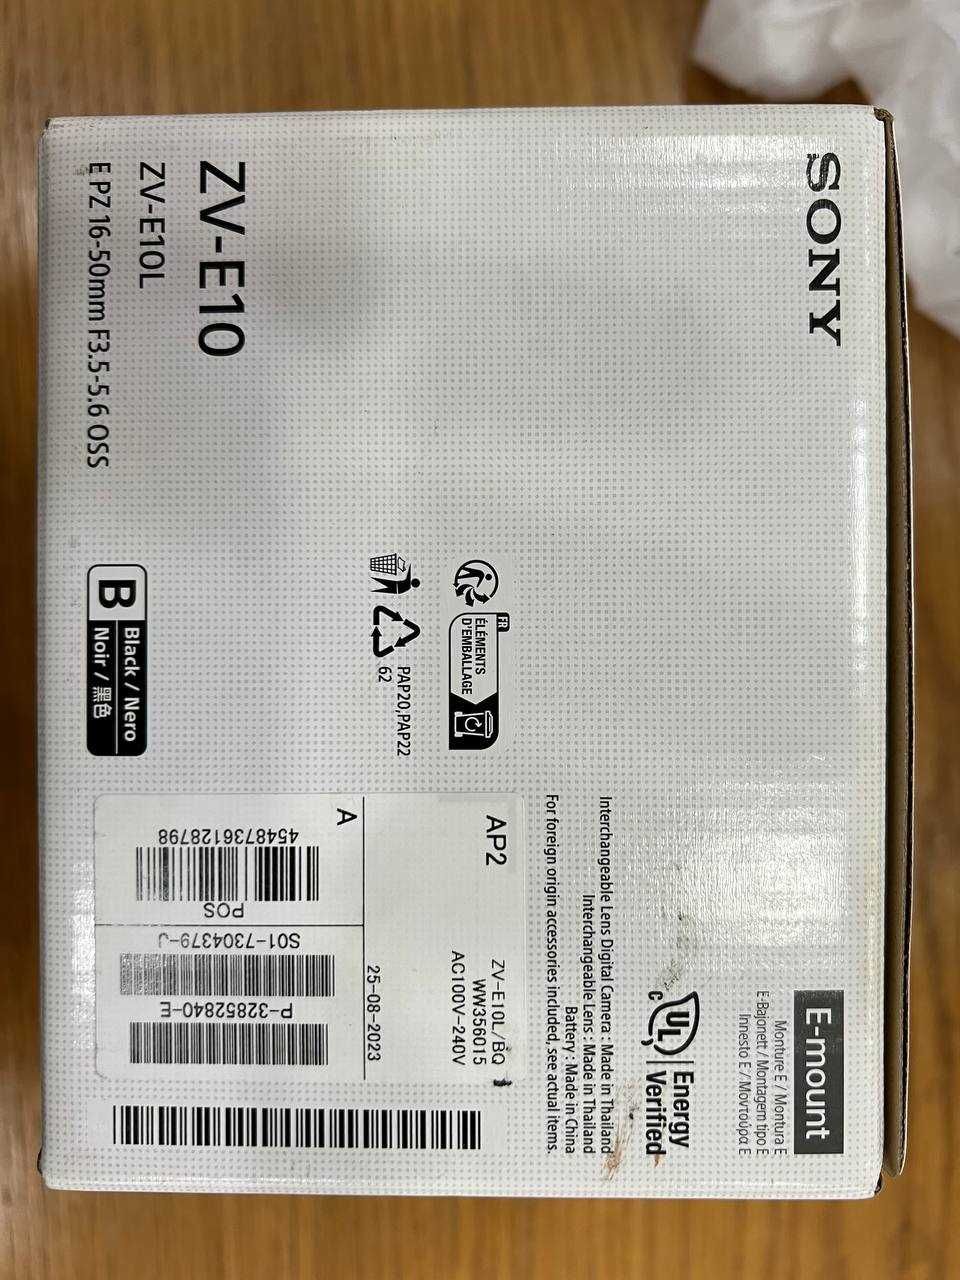 SONY
ZV-E10
ZV-E10L
E PZ 16-50mm F3.5-5.6 OSS
FR
ÉLÉMENTS
D'EMBALLAGE
PAP20,PAP22
62
B
Black / Nero
Noir / 黑色
E-mount
Monture E / Montura E
E-Bajonett / Montagem tipo E
Innesto E / Μοντούρα E
UL
c
Energy
Verified
Interchangeable Lens Digital Camera : Made in Thailand
Interchangeable Lens : Made in Thailand
Battery : Made in China
For foreign origin accessories included, see actual items.
AP2
ZV-E10L/BQ
WW356015
AC100V-240V
25-08-2023
A
4548736128798
POS
S01-7304379-J
P-32852840-E